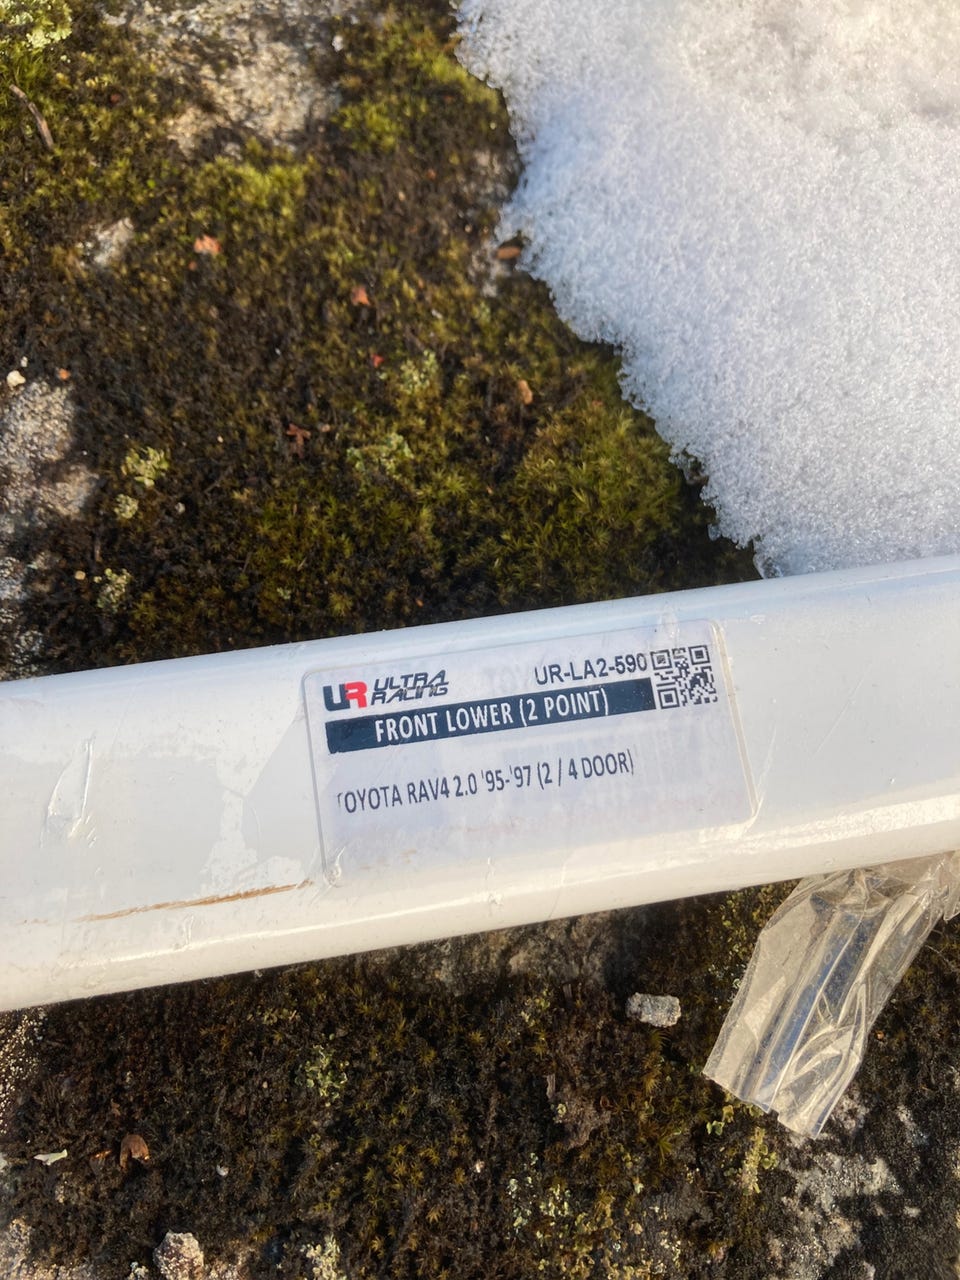 UR ULTRA RACING
UR-LA2-590
FRONT LOWER (2 POINT)
TOYOTA RAV4 2.0 '95-'97 (2 / 4 DOOR)